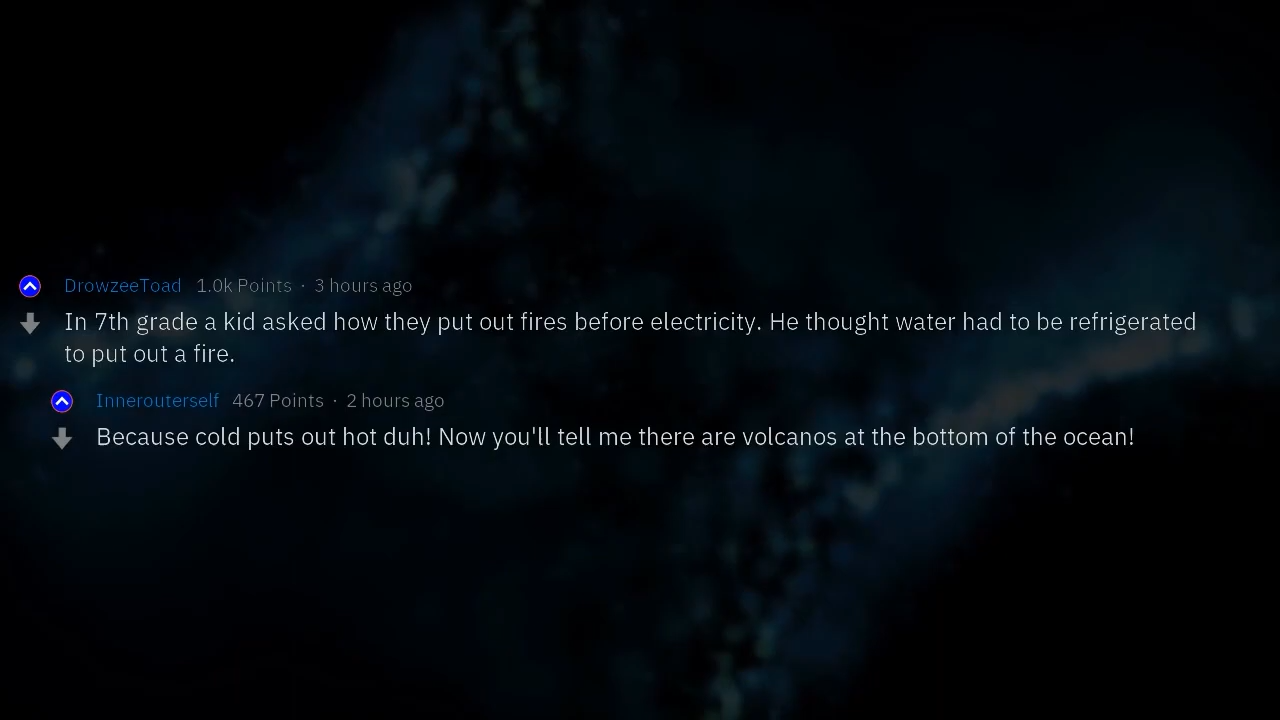 DrowzeeToad 1.0k Points · 3 hours ago
In 7th grade a kid asked how they put out fires before electricity. He thought water had to be refrigerated
to put out a fire.
Innerouterself 467 Points · 2 hours ago
Because cold puts out hot duh! Now you'll tell me there are volcanos at the bottom of the ocean!